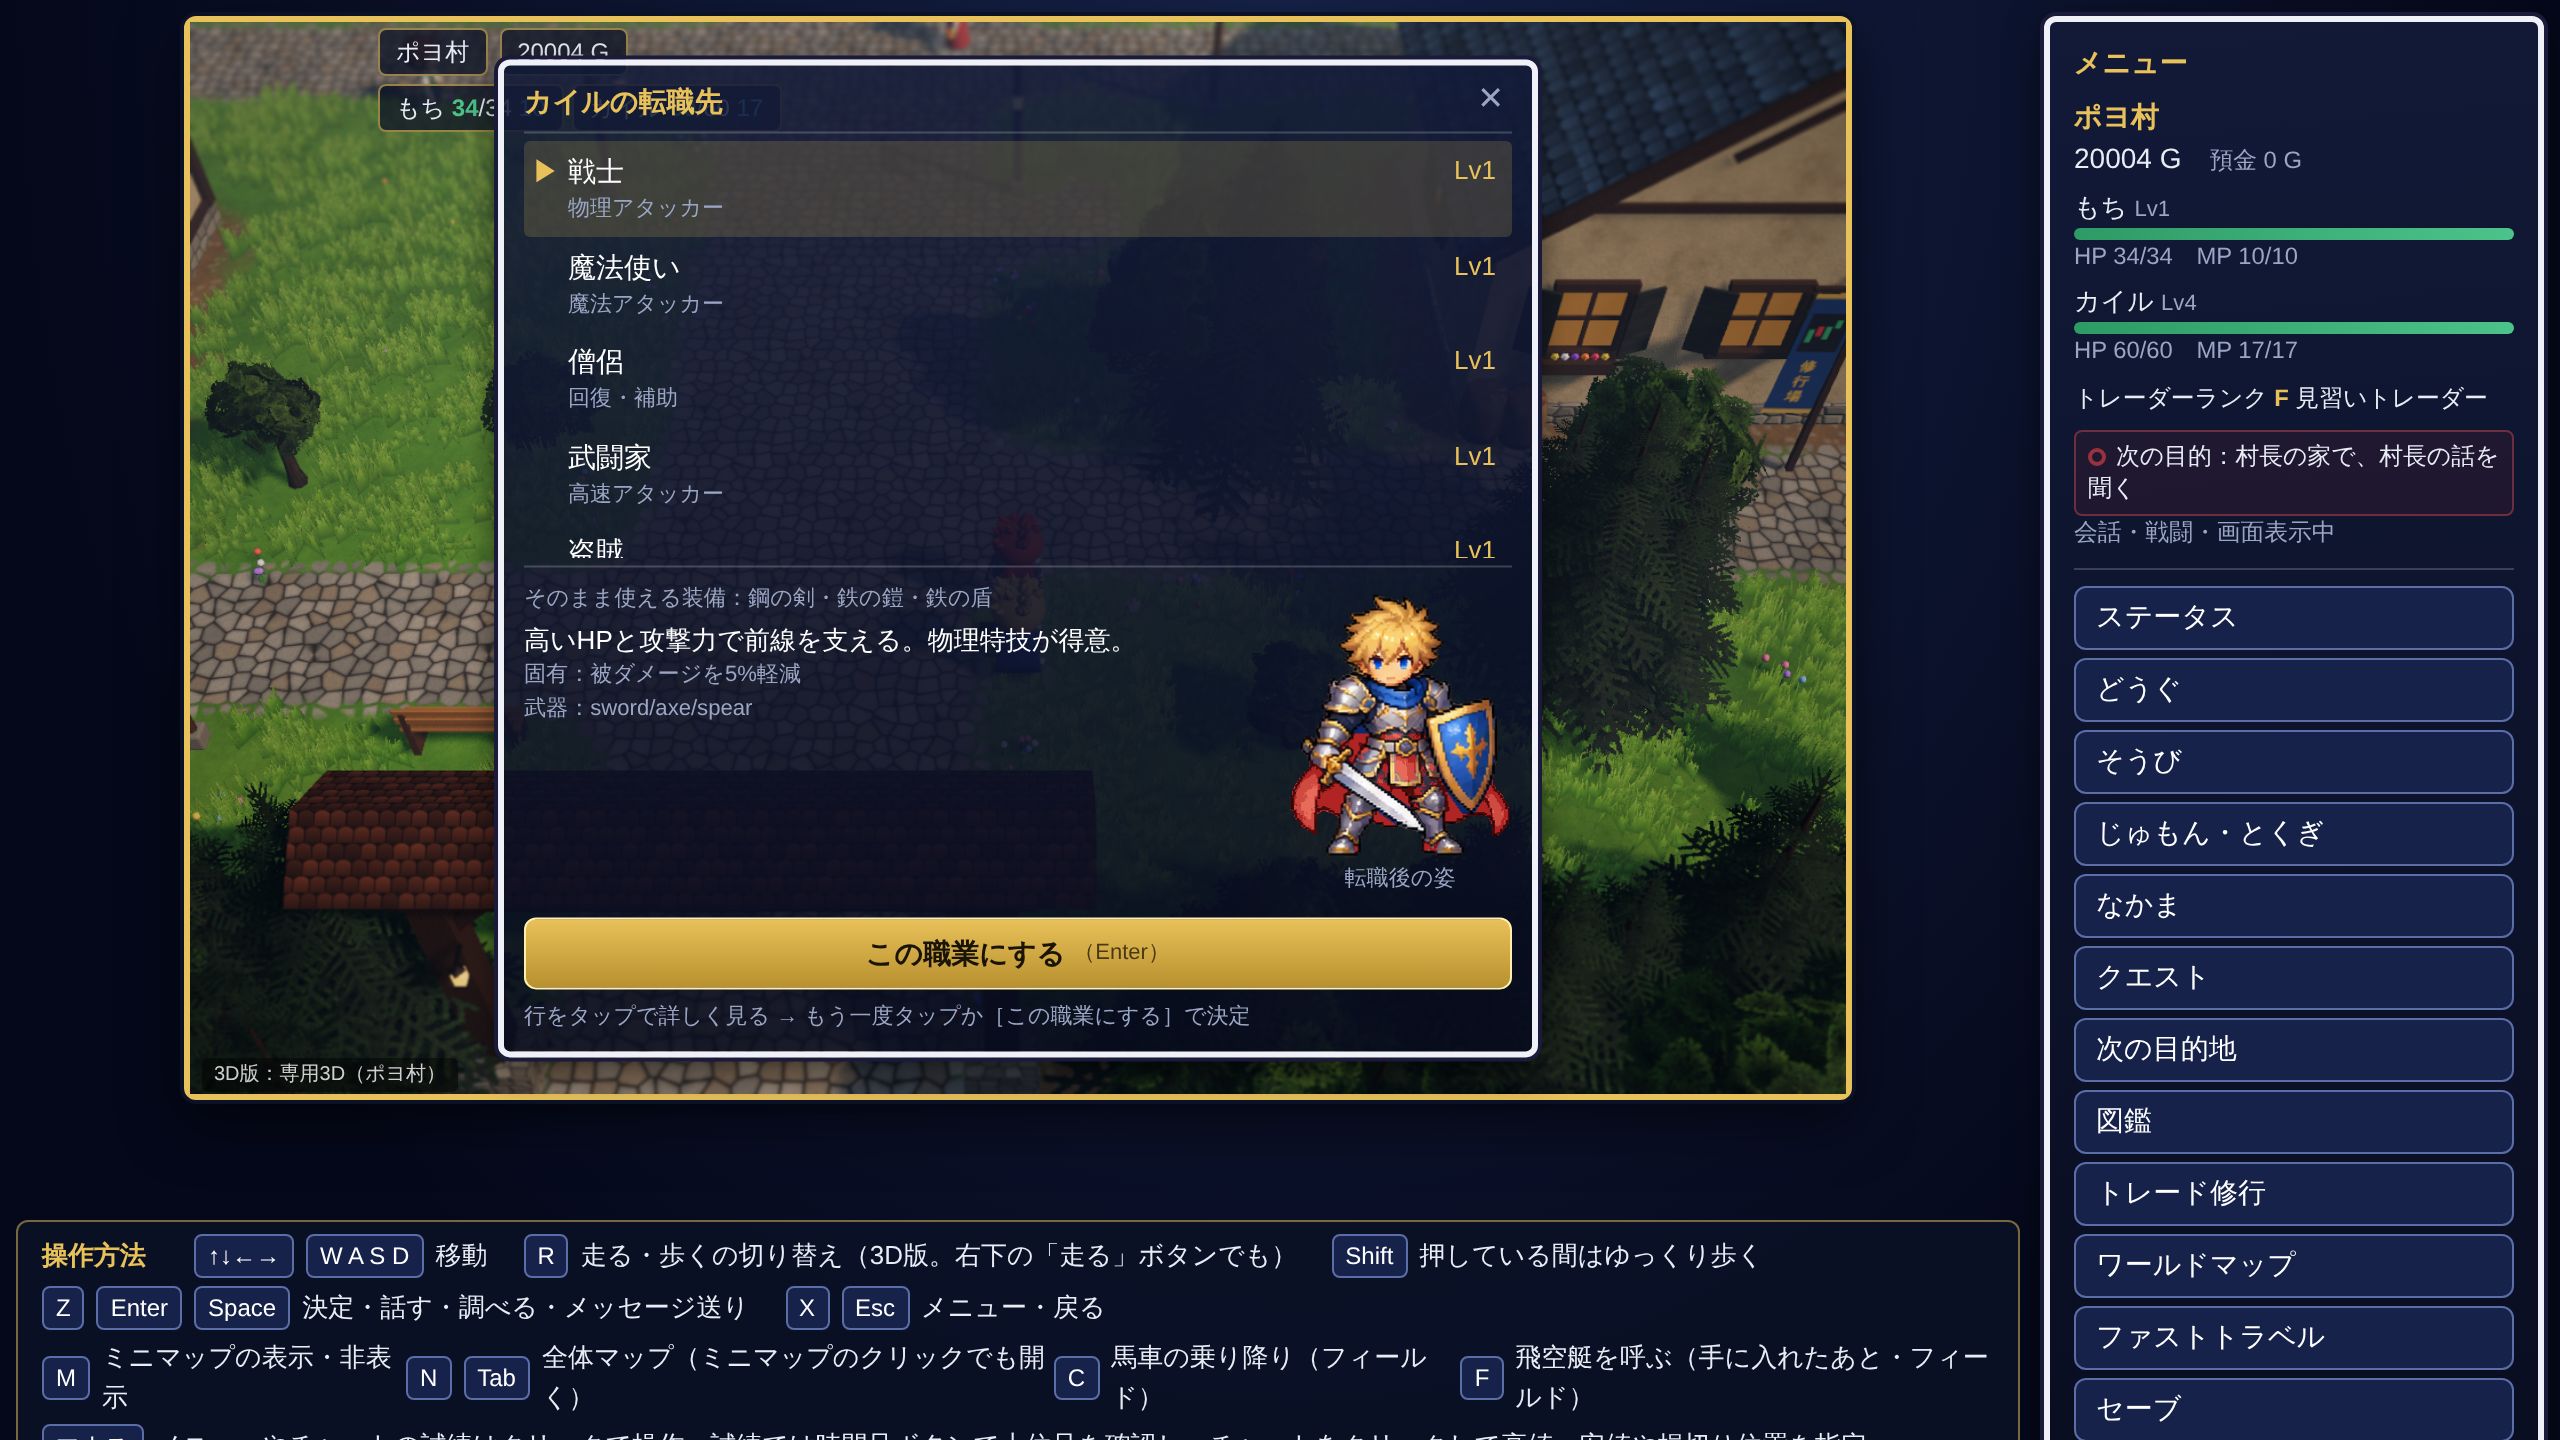 ポヨ村
20004 G
もち 34/3
カイルの転職先
×
戦士 Lv1
物理アタッカー
魔法使い Lv1
魔法アタッカー
僧侶 Lv1
回復・補助
武闘家 Lv1
高速アタッカー
盗賊 Lv1
そのまま使える装備：鋼の剣・鉄の鎧・鉄の盾
高いHPと攻撃力で前線を支える。物理特技が得意。
固有：被ダメージを5%軽減
武器：sword/axe/spear
転職後の姿
この職業にする （Enter）
行をタップで詳しく見る → もう一度タップか［この職業にする］で決定
修行場
3D版：専用3D（ポヨ村）
メニュー
ポヨ村
20004 G 預金 0 G
もち Lv1
HP 34/34 MP 10/10
カイル Lv4
HP 60/60 MP 17/17
トレーダーランク F 見習いトレーダー
次の目的：村長の家で、村長の話を
聞く
会話・戦闘・画面表示中
ステータス
どうぐ
そうび
じゅもん・とくぎ
なかま
クエスト
次の目的地
図鑑
トレード修行
ワールドマップ
ファストトラベル
セーブ
操作方法 ↑↓←→ W A S D 移動 R 走る・歩くの切り替え（3D版。右下の「走る」ボタンでも） Shift 押している間はゆっくり歩く
Z Enter Space 決定・話す・調べる・メッセージ送り X Esc メニュー・戻る
M ミニマップの表示・非表示 N Tab 全体マップ（ミニマップのクリックでも開く） C 馬車の乗り降り（フィールド） F 飛空艇を呼ぶ（手に入れたあと・フィールド）